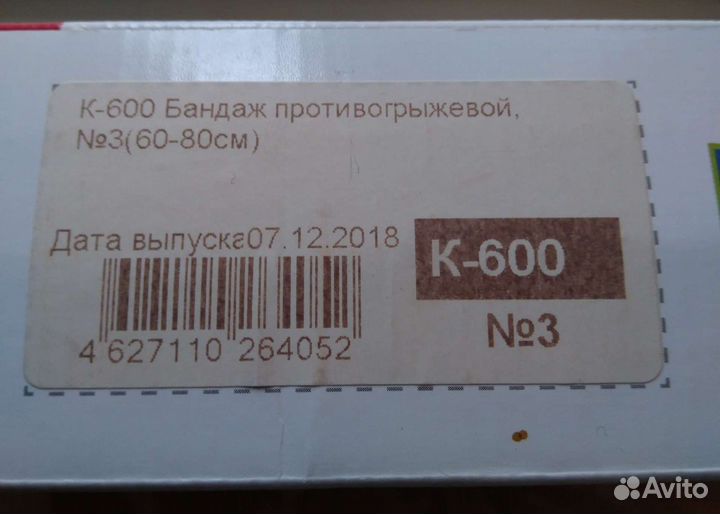 К-600 Бандаж противогрыжевой,
№3(60-80см)
Дата выпуска07.12.2018
К-600
№3
4 627110 264052
Avito